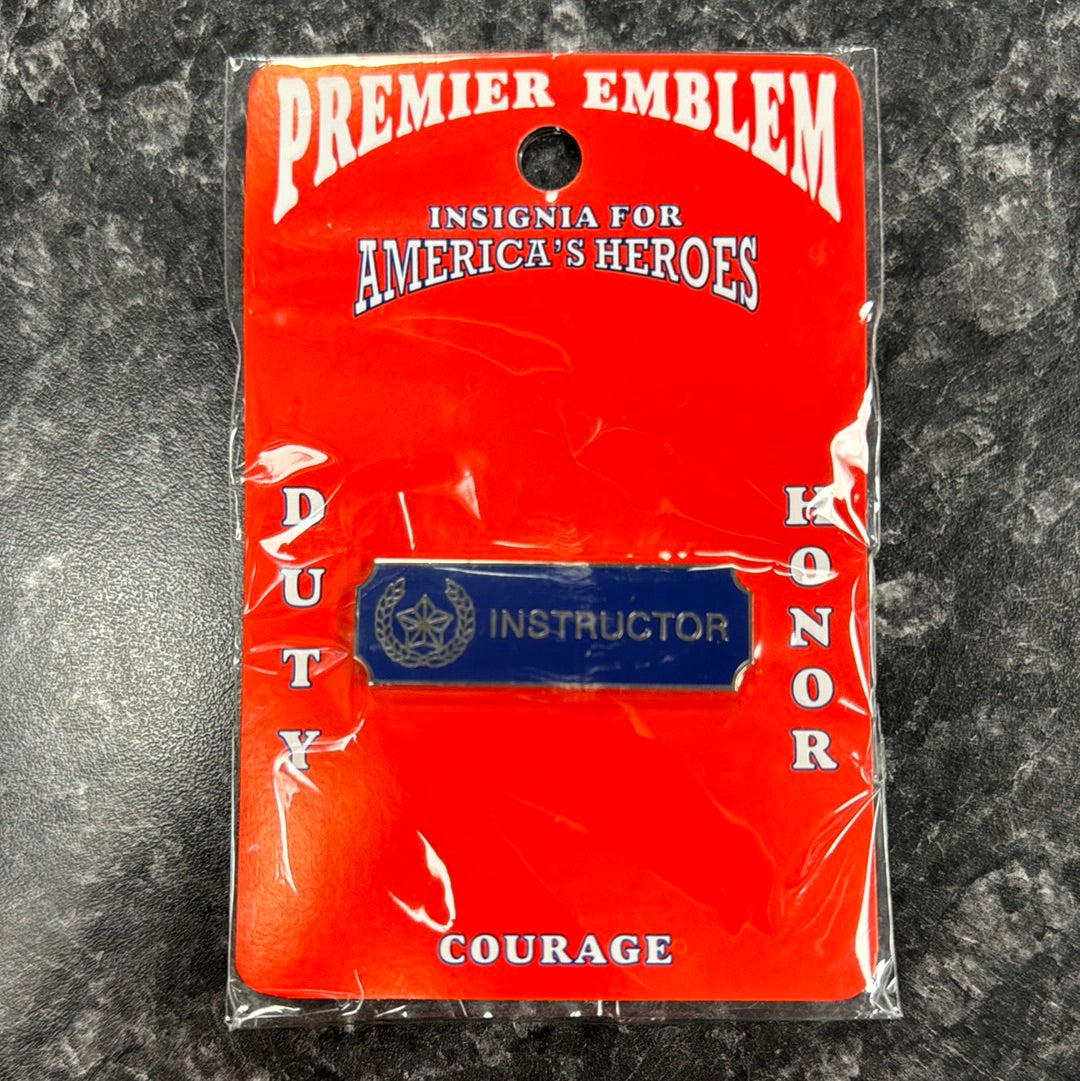 PREMIER EMBLEM
INSIGNIA FOR
AMERICA'S HEROES
DUTY
HONOR
INSTRUCTOR
COURAGE